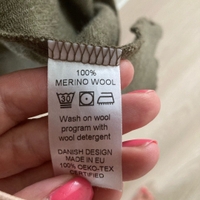 100%
MERINO WOOL
Wash on wool
program with
wool detergent
DANISH DESIGN
MADE IN EU
100% OEKO-TEX
CERTIFIED